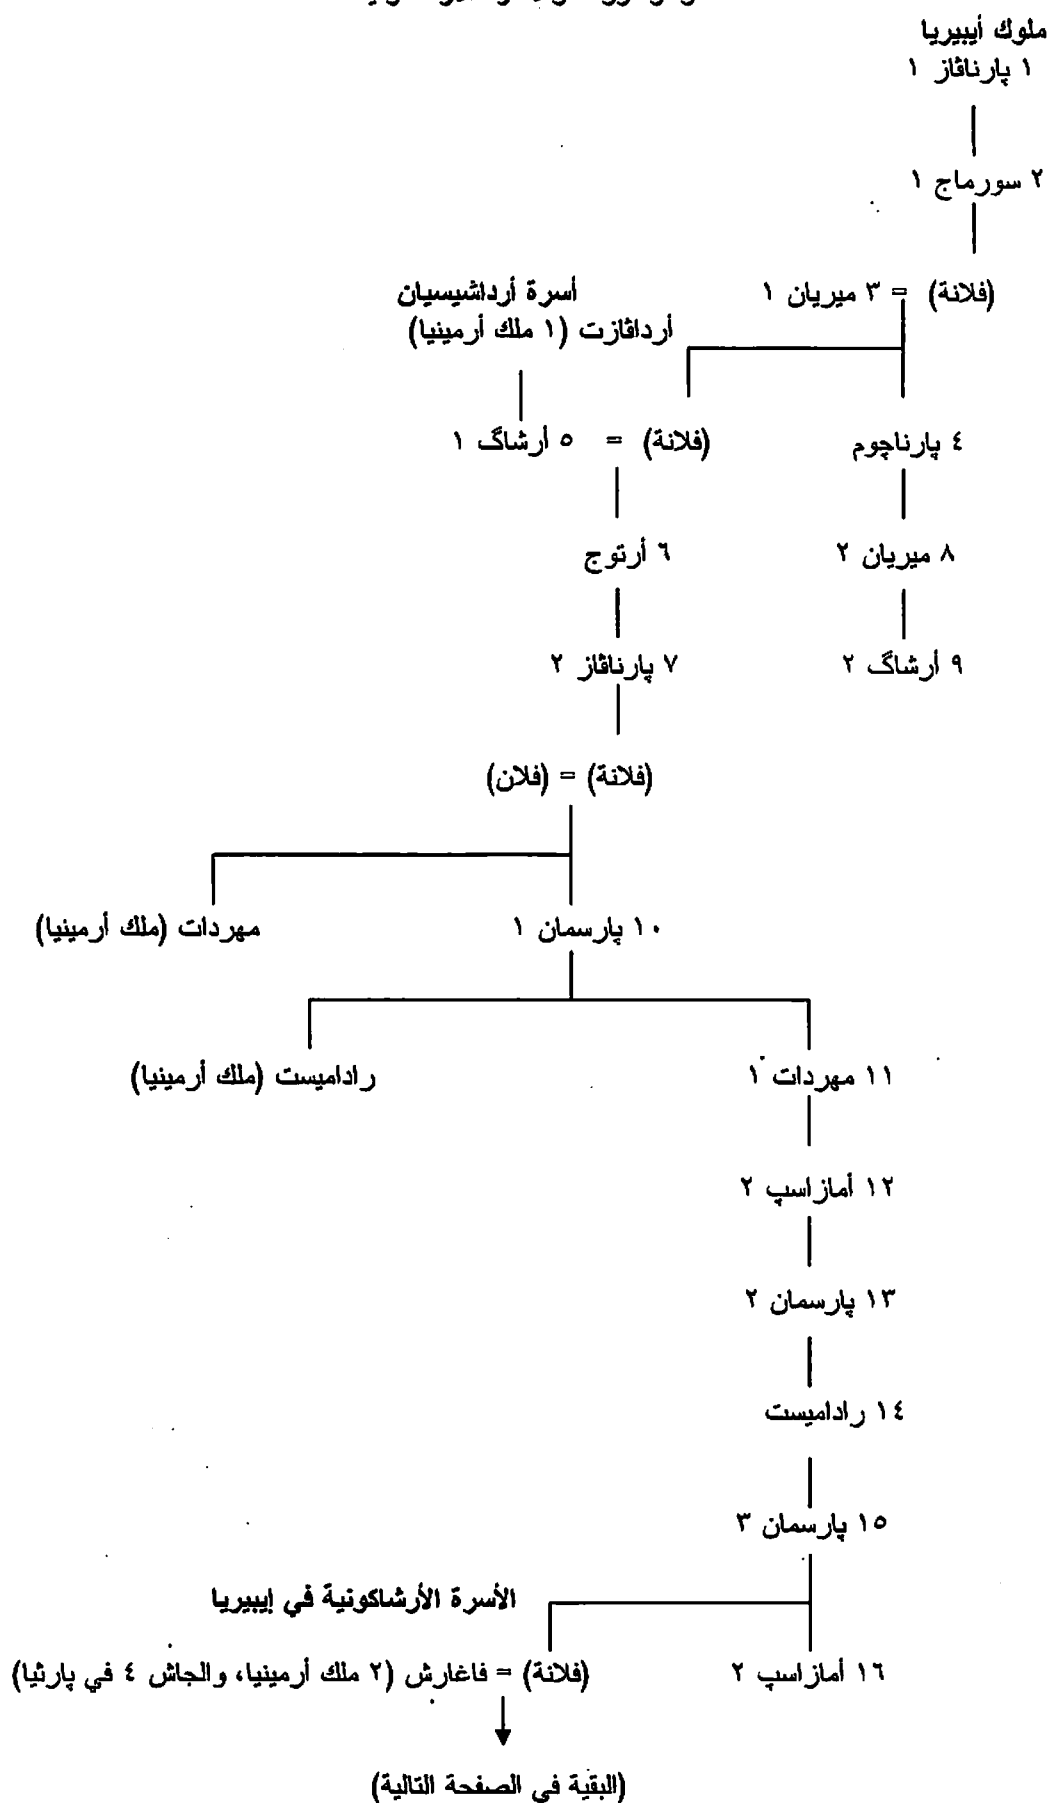 ملوك أيبيريا
١ پارناڤاز ١
٢ سورماج ١
(فلانة) = ٣ ميريان ١
أسرة أرداشيسيان
أرداڤازت (١ ملك أرمينيا)
٤ پارناچوم
(فلانة) = ٥ أرشاگ ١
٨ ميريان ٢
٦ أرتوج
٩ أرشاگ ٢
٧ پارناڤاز ٢
(فلانة) = (فلان)
١٠ پارسمان ١
مهردات (ملك أرمينيا)
١١ مهردات ١
راداميست (ملك أرمينيا)
١٢ أمازاسپ ٢
١٣ پارسمان ٢
١٤ راداميست
١٥ پارسمان ٣
الأسرة الأرشاكونية في إيبيريا
١٦ أمازاسپ ٢
(فلانة) = فاغارش (٢ ملك أرمينيا، والجاش ٤ في پارثيا)
(البقية في الصفحة التالية)